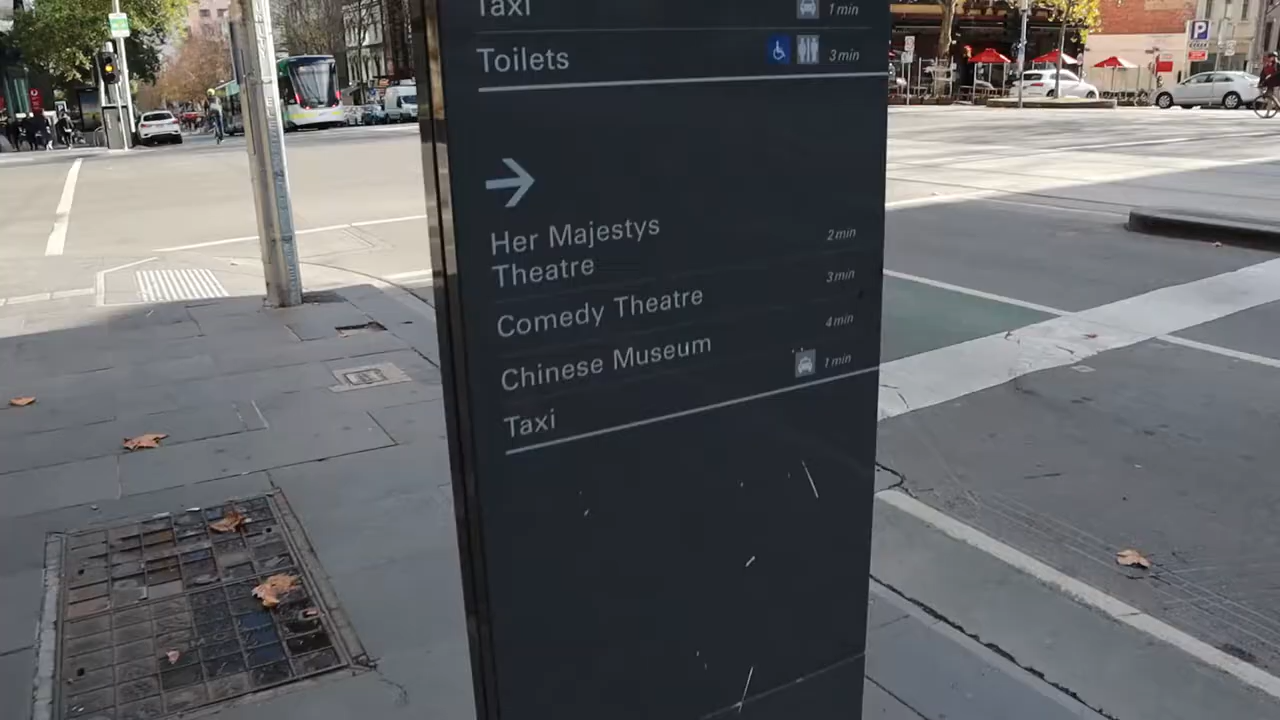 Taxi 1 min
Toilets 3 min
Her Majestys 2 min
Theatre
Comedy Theatre 3 min
Chinese Museum 4 min
Taxi 1 min
P